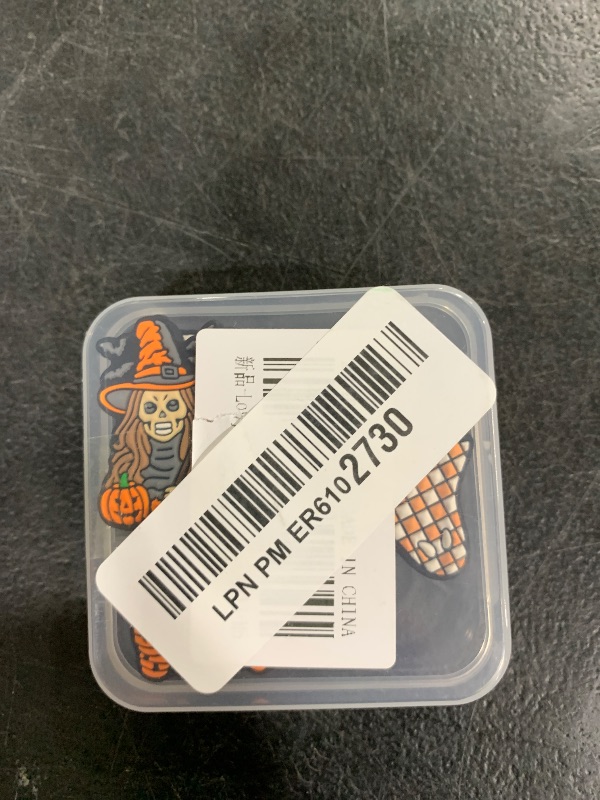 LPN PM ER6102730
新品
IN CHINA